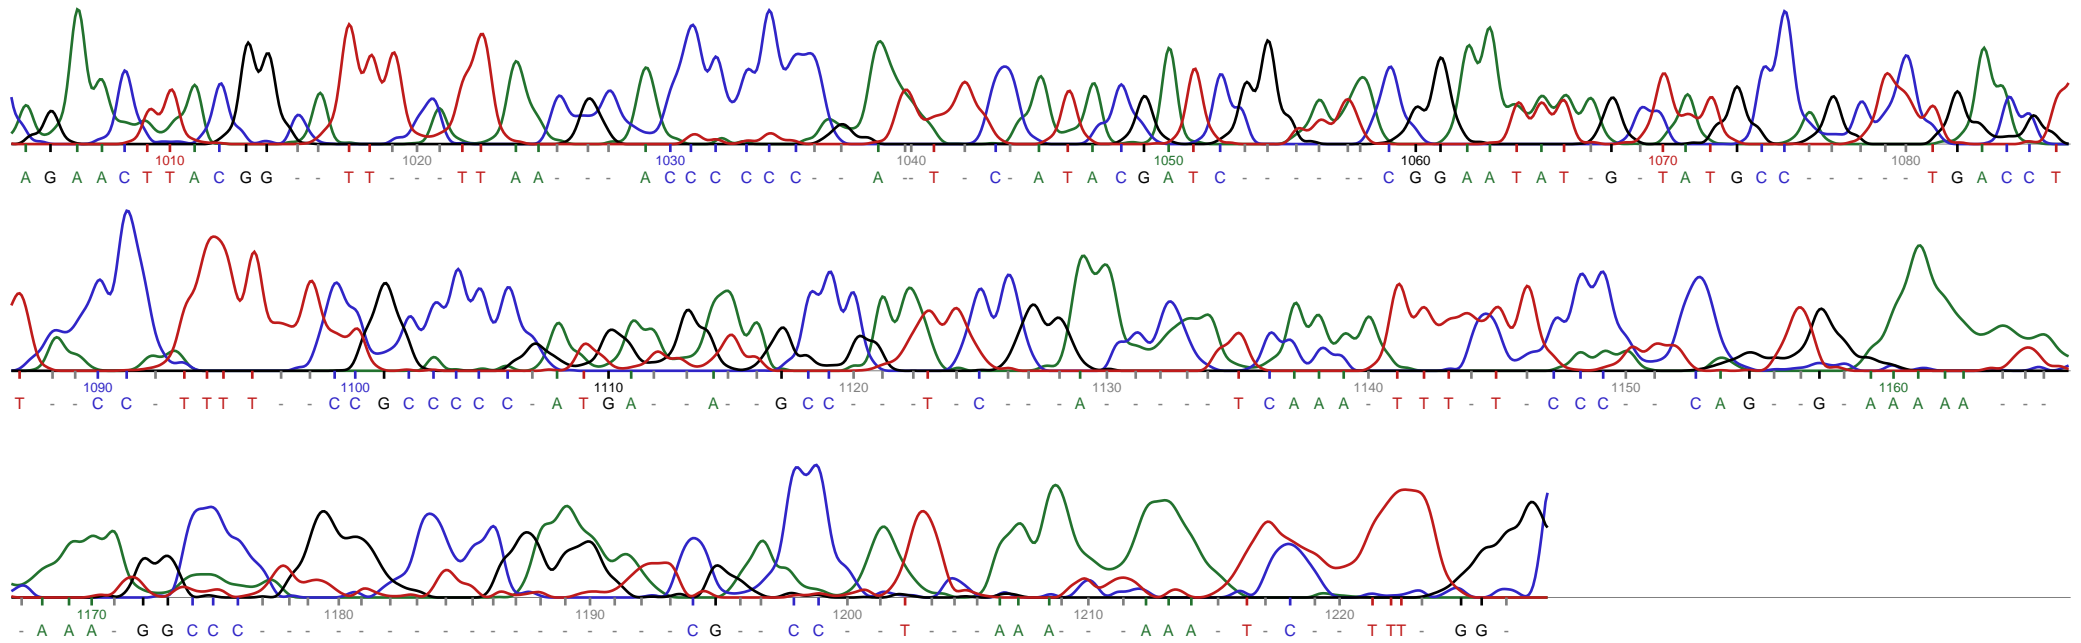 1010 1020 1030 1040 1050 1060 1070 1080
A G A A C T T A C G G - - T T - - - T T A A - - - A C C C C C C - A -- T - C - A T A C G A T C - - - - - - C G G A A T A T - G - T A T G C C - - - - - T G A C C T
1090 1100 1110 1120 1130 1140 1150 1160
T - - C C - T T T T - - C C G C C C C C - A T G A - - A - - G C C - - - T - C - - - A - - - - - T C A A A - T T T - T - C C C - - C A G - - G - A A A A A - - -
1170 1180 1190 1200 1210 1220
- A A A - G G C C C - - - - - - - - - - - - - - - - - C G - - C C - - T - - - A A A - - - A A A - T - C - - T T T - G G -